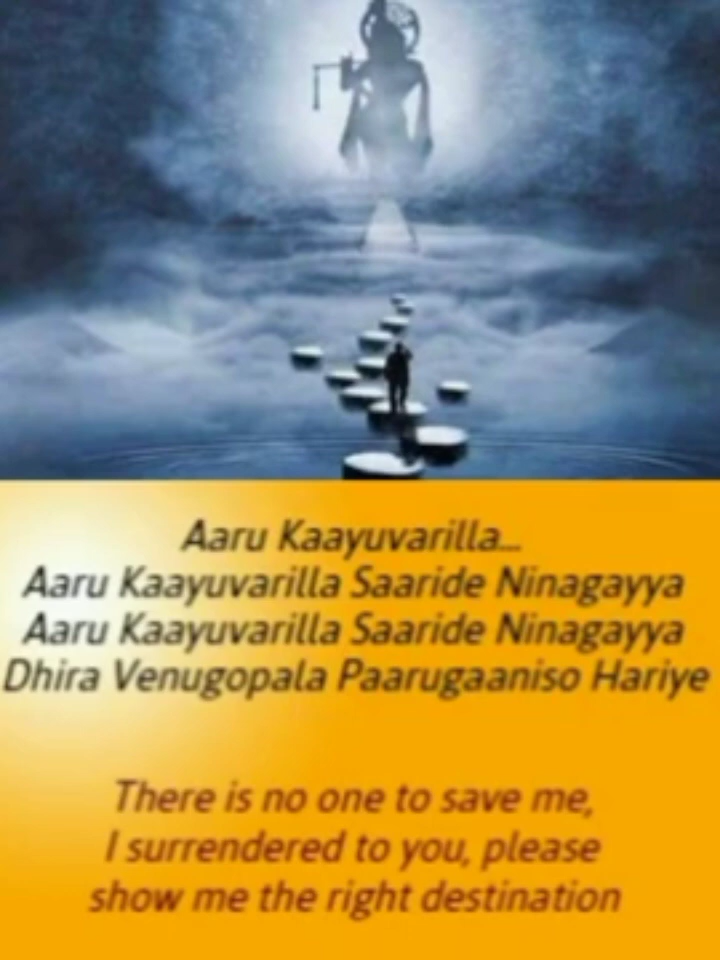 Aaru Kaayuvarilla...
Aaru Kaayuvarilla Saaride Ninagayya
Aaru Kaayuvarilla Saaride Ninagayya
Dhira Venugopala Paarugaaniso Hariye
There is no one to save me,
I surrendered to you, please
show me the right destination